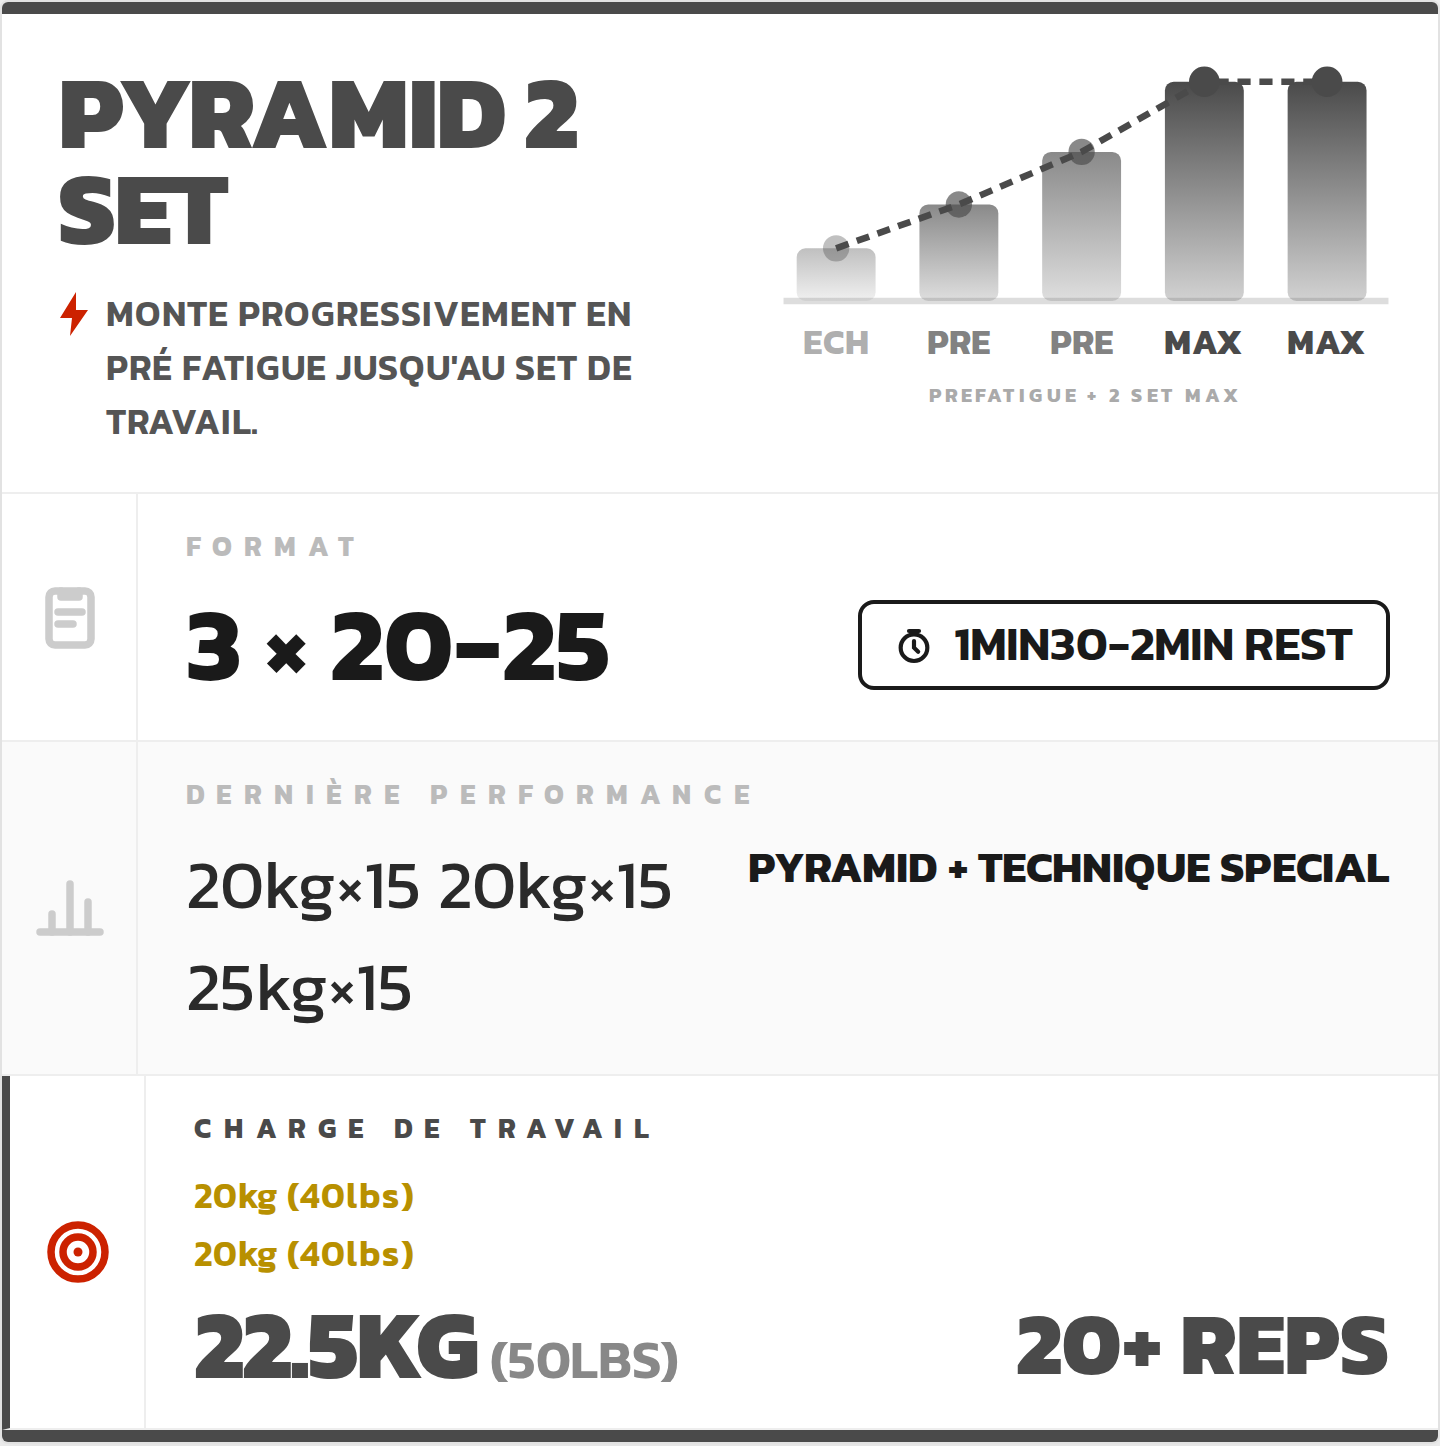 PYRAMID 2
SET
MONTE PROGRESSIVEMENT EN
PRÉ FATIGUE JUSQU'AU SET DE
TRAVAIL.
ECH PRE PRE MAX MAX
PREFATIGUE + 2 SET MAX
FORMAT
3 × 20–25
1MIN30–2MIN REST
DERNIÈRE PERFORMANCE
20kg×15 20kg×15
25kg×15
PYRAMID + TECHNIQUE SPECIAL
CHARGE DE TRAVAIL
20kg (40lbs)
20kg (40lbs)
22.5KG (50LBS)
20+ REPS